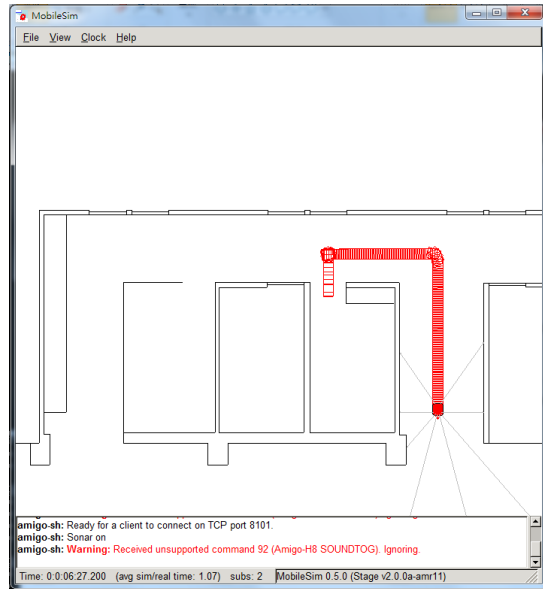 MobileSim
File View Clock Help
amigo-sh: Ready for a client to connect on TCP port 8101.
amigo-sh: Sonar on
amigo-sh: Warning: Received unsupported command 92 (Amigo-H8 SOUNDTOG). Ignoring.
Time: 0:0:06:27.200 (avg sim/real time: 1.07) subs: 2 MobileSim 0.5.0 (Stage v2.0.0a-amr11)